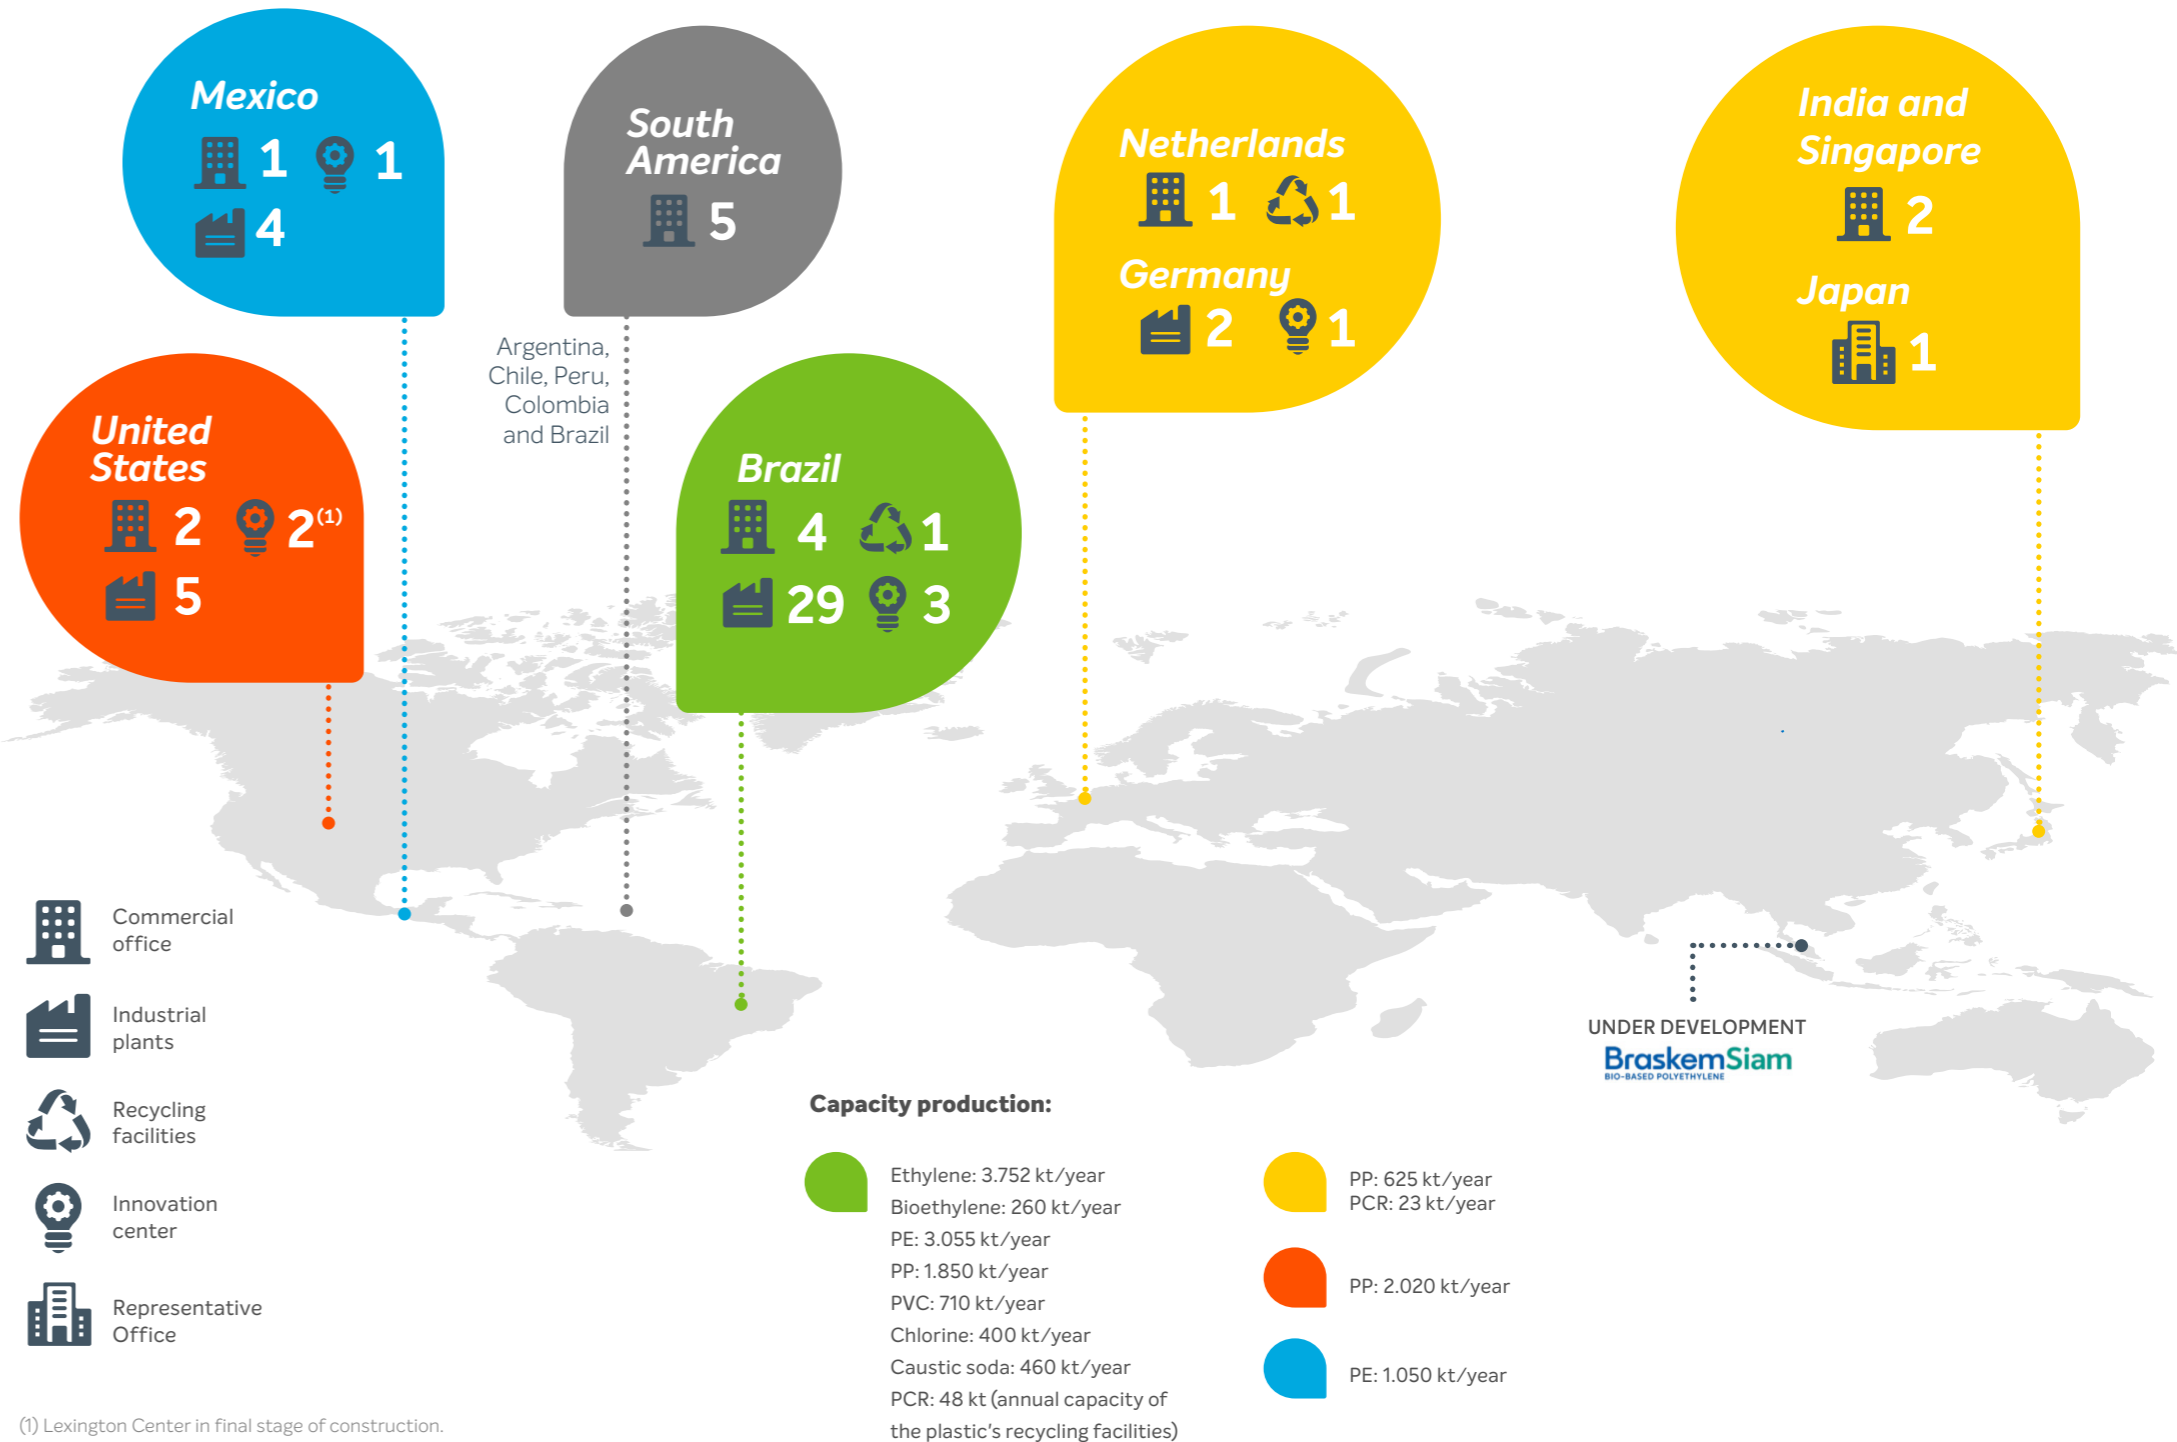 Mexico
1 1
4
South
America
5
Argentina,
Chile, Peru,
Colombia
and Brazil
Netherlands
1 1
Germany
2 1
India and
Singapore
2
Japan
1
United
States
2 2(1)
5
Brazil
4 1
29 3
Commercial
office
Industrial
plants
Recycling
facilities
Innovation
center
Representative
Office
UNDER DEVELOPMENT
BraskemSiam
BIO-BASED POLYETHYLENE
Capacity production:
Ethylene: 3.752 kt/year
Bioethylene: 260 kt/year
PE: 3.055 kt/year
PP: 1.850 kt/year
PVC: 710 kt/year
Chlorine: 400 kt/year
Caustic soda: 460 kt/year
PCR: 48 kt (annual capacity of
the plastic's recycling facilities)
PP: 625 kt/year
PCR: 23 kt/year
PP: 2.020 kt/year
PE: 1.050 kt/year
(1) Lexington Center in final stage of construction.